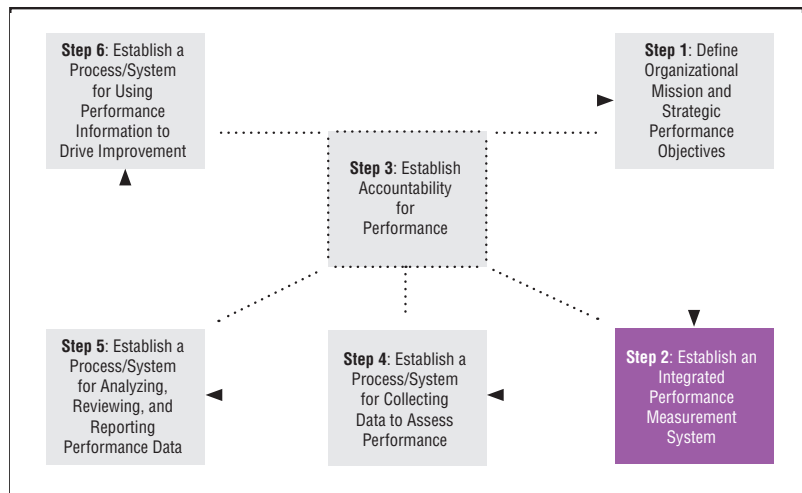 Step 6: Establish a
Process/System
for Using
Performance
Information to
Drive Improvement
Step 1: Define
Organizational
Mission and
Strategic
Performance
Objectives
Step 3: Establish
Accountability
for
Performance
Step 5: Establish a
Process/System
for Analyzing,
Reviewing, and
Reporting
Performance Data
Step 4: Establish a
Process/System
for Collecting
Data to Assess
Performance
Step 2: Establish an
Integrated
Performance
Measurement
System